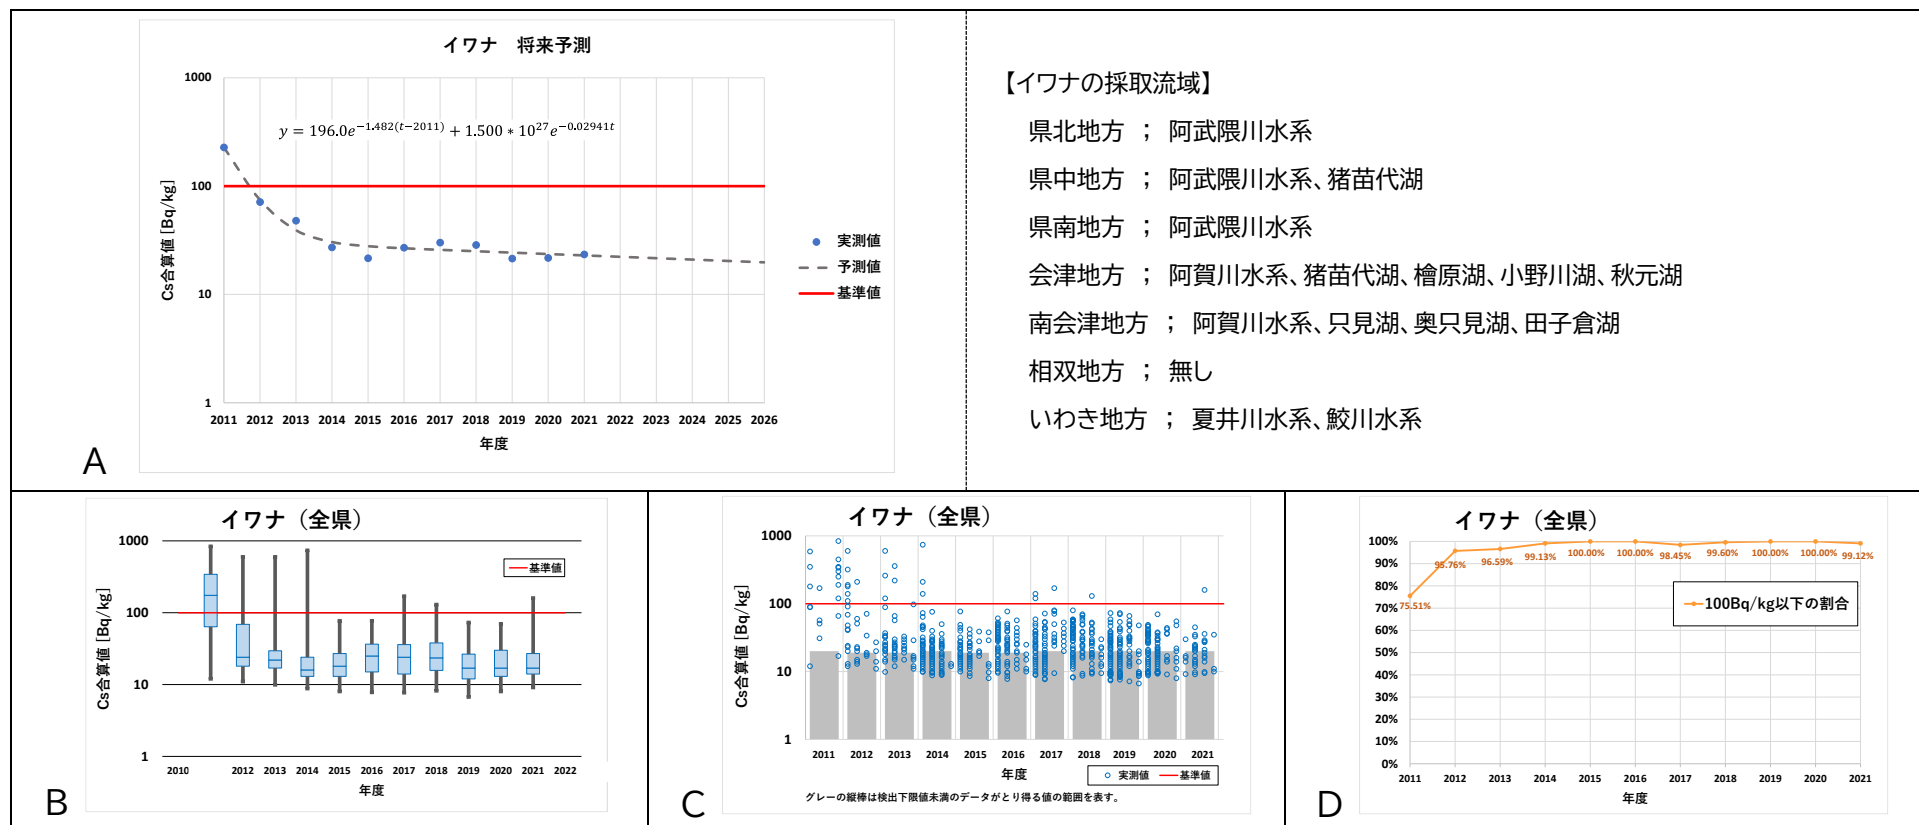 イワナ　将来予測
1000
100
10
1
Cs合算値 [Bq/kg]
y = 196.0e^{−1.482(t−2011)} + 1.500 * 10^{27}e^{−0.02941t}
実測値
予測値
基準値
2011 2012 2013 2014 2015 2016 2017 2018 2019 2020 2021 2022 2023 2024 2025 2026
年度
A
【イワナの採取流域】
県北地方 ； 阿武隈川水系
県中地方 ； 阿武隈川水系、猪苗代湖
県南地方 ； 阿武隈川水系
会津地方 ； 阿賀川水系、猪苗代湖、檜原湖、小野川湖、秋元湖
南会津地方 ； 阿賀川水系、只見湖、奥只見湖、田子倉湖
相双地方 ； 無し
いわき地方 ； 夏井川水系、鮫川水系
イワナ（全県）
1000
100
10
1
Cs合算値 [Bq/kg]
基準値
2010 2012 2013 2014 2015 2016 2017 2018 2019 2020 2021 2022
年度
B
イワナ（全県）
1000
100
10
1
Cs合算値 [Bq/kg]
2011 2012 2013 2014 2015 2016 2017 2018 2019 2020 2021
年度
実測値 基準値
グレーの縦棒は検出下限値未満のデータがとり得る値の範囲を表す。
C
イワナ（全県）
100%
90%
80%
70%
60%
50%
40%
30%
20%
10%
0%
75.51% 95.76% 96.59% 99.13% 100.00% 100.00% 98.45% 99.60% 100.00% 100.00% 99.12%
100Bq/kg以下の割合
2011 2012 2013 2014 2015 2016 2017 2018 2019 2020 2021
年度
D